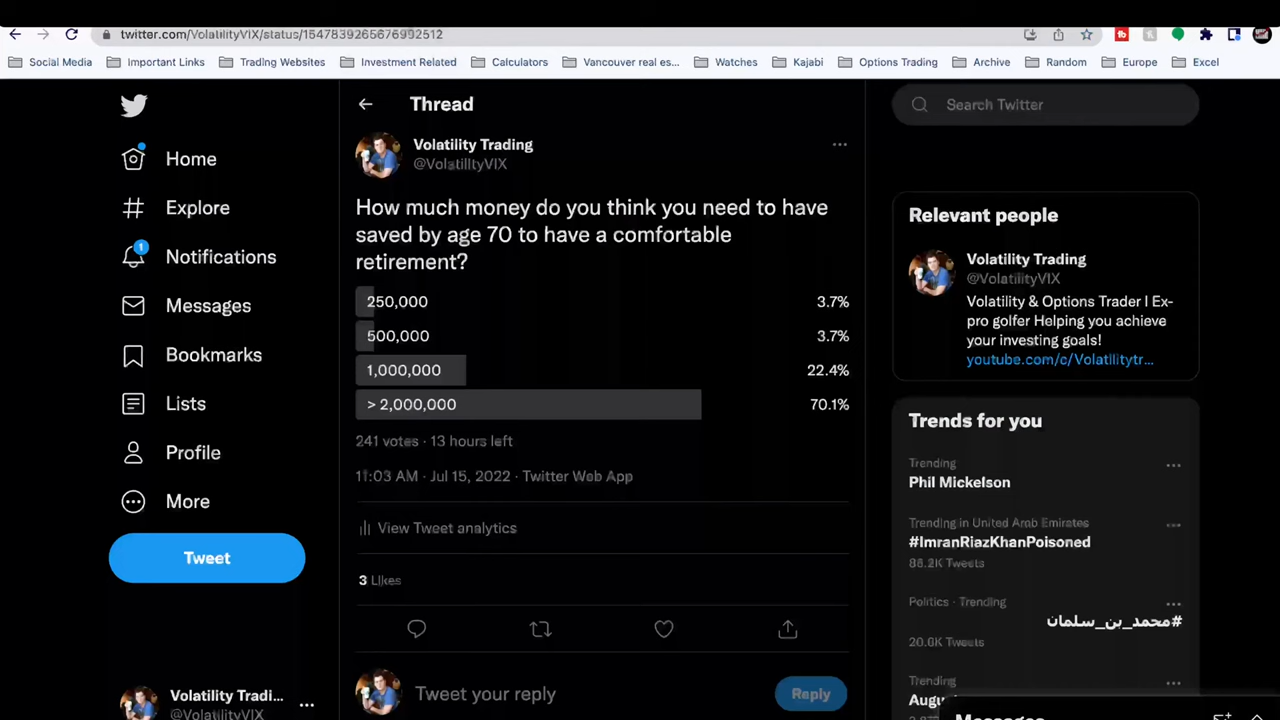 twitter.com/VolatilityVIX/status/1547839265676992512
Social Media
Important Links
Trading Websites
Investment Related
Calculators
Vancouver real es...
Watches
Kajabi
Options Trading
Archive
Random
Europe
Excel
Home
Explore
1
Notifications
Messages
Bookmarks
Lists
Profile
More
Tweet
Volatility Tradi...
@VolatilityVIX
Thread
Volatility Trading
@VolatilityVIX
How much money do you think you need to have
saved by age 70 to have a comfortable
retirement?
250,000 3.7%
500,000 3.7%
1,000,000 22.4%
> 2,000,000 70.1%
241 votes · 13 hours left
11:03 AM · Jul 15, 2022 · Twitter Web App
View Tweet analytics
3 Likes
Tweet your reply
Reply
Search Twitter
Relevant people
Volatility Trading
@VolatilityVIX
Volatility & Options Trader | Ex-
pro golfer Helping you achieve
your investing goals!
youtube.com/c/Volatilitytr...
Trends for you
Trending
Phil Mickelson
Trending in United Arab Emirates
#ImranRiazKhanPoisoned
Politics · Trending
#محمد_بن_سلمان
20.6K Tweets
Trending
Messages